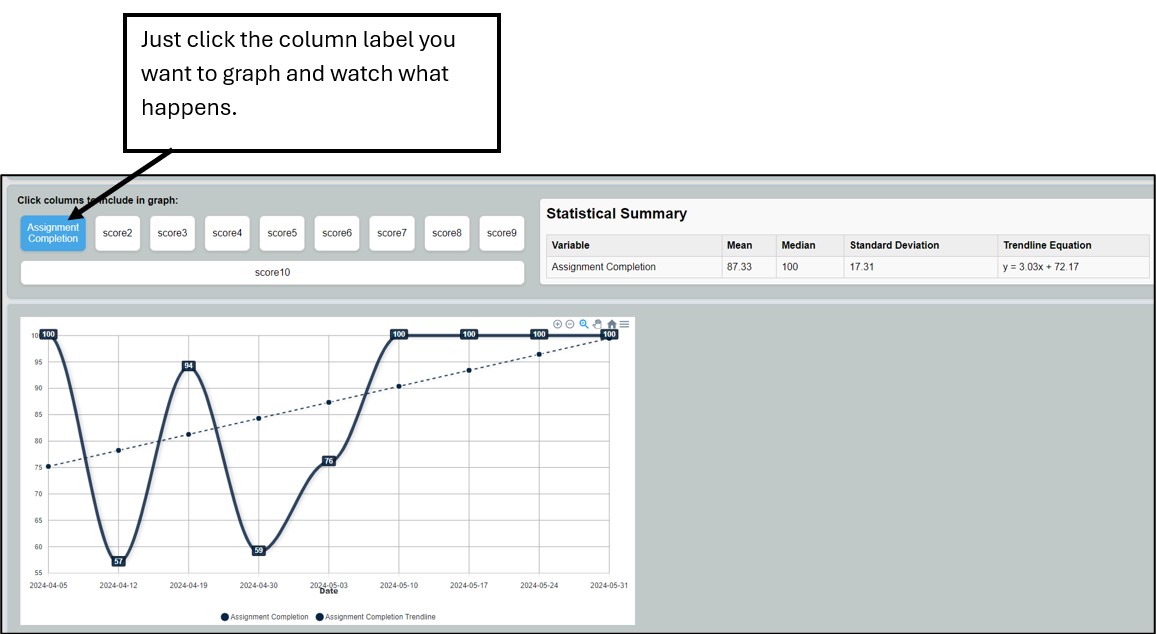 Just click the column label you
want to graph and watch what
happens.
Click columns to include in graph:
Assignment
Completion
score2
score3
score4
score5
score6
score7
score8
score9
score10
Statistical Summary
Variable Mean Median Standard Deviation Trendline Equation
Assignment Completion 87.33 100 17.31 y = 3.03x + 72.17
100 94 57 59 76 100 100 100 100
95
90
85
80
75
70
65
60
55
2024-04-05 2024-04-12 2024-04-19 2024-04-30 2024-05-03 2024-05-10 2024-05-17 2024-05-24 2024-05-31
Date
Assignment Completion Assignment Completion Trendline